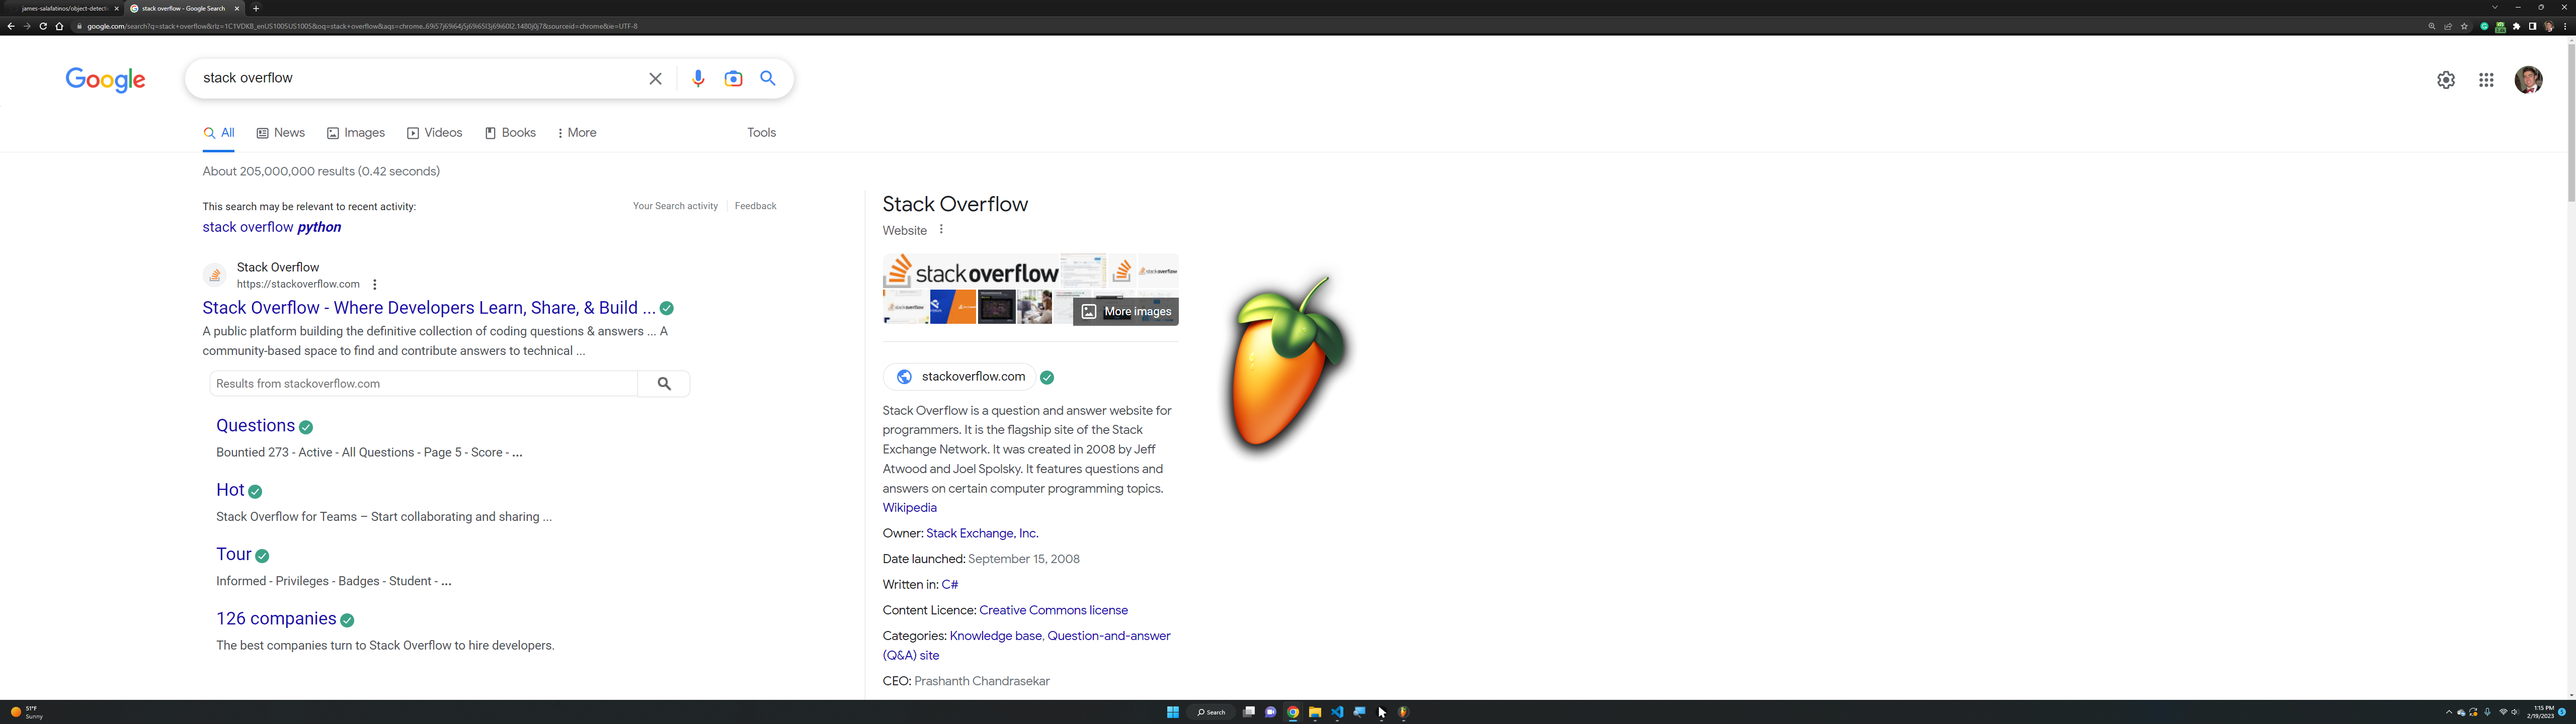 james-salafatinos/object-detecti
stack overflow - Google Search
google.com/search?q=stack+overflow&rlz=1C1VDKB_enUS1005US1005&oq=stack+overflow&aqs=chrome..69i57j69i64j5j69i65l3j69i60l2.1480j0j7&sourceid=chrome&ie=UTF-8
Google
stack overflow
All News Images Videos Books More Tools
About 205,000,000 results (0.42 seconds)
This search may be relevant to recent activity: Your Search activity Feedback
stack overflow python
Stack Overflow
https://stackoverflow.com
Stack Overflow - Where Developers Learn, Share, & Build ...
A public platform building the definitive collection of coding questions & answers ... A
community-based space to find and contribute answers to technical ...
Results from stackoverflow.com
Questions
Bountied 273 - Active - All Questions - Page 5 - Score - ...
Hot
Stack Overflow for Teams – Start collaborating and sharing ...
Tour
Informed - Privileges - Badges - Student - ...
126 companies
The best companies turn to Stack Overflow to hire developers.
Stack Overflow
Website
stackoverflow
stackoverflow
stackoverflow
More images
stackoverflow.com
Stack Overflow is a question and answer website for
programmers. It is the flagship site of the Stack
Exchange Network. It was created in 2008 by Jeff
Atwood and Joel Spolsky. It features questions and
answers on certain computer programming topics.
Wikipedia
Owner: Stack Exchange, Inc.
Date launched: September 15, 2008
Written in: C#
Content Licence: Creative Commons license
Categories: Knowledge base, Question-and-answer
(Q&A) site
CEO: Prashanth Chandrasekar
51°F
Sunny
Search
1:15 PM
2/19/2023